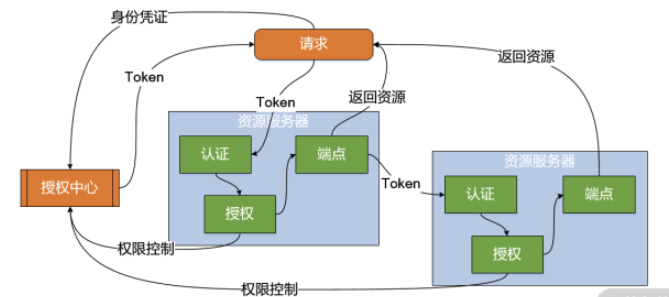 身份凭证
请求
Token
返回资源
Token
返回资源
资源服务器
认证
端点
资源服务器
授权中心
Token
认证
端点
授权
权限控制
授权
权限控制